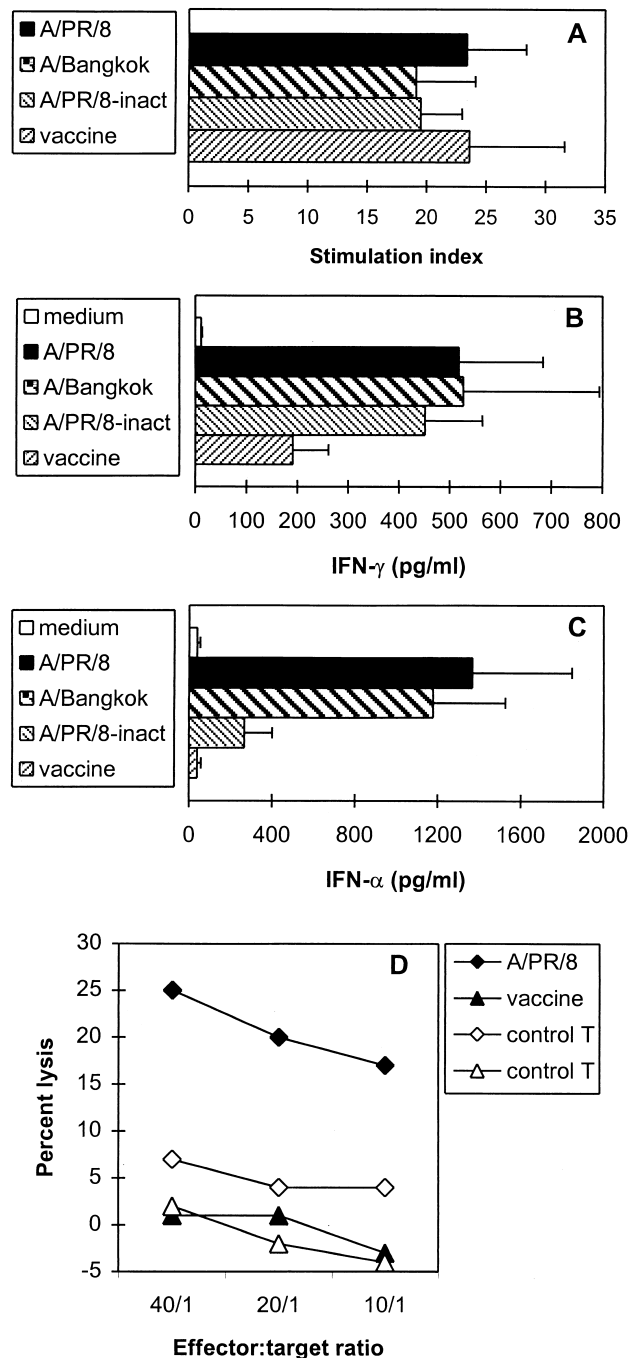 A/PR/8
A/Bangkok
A/PR/8-inact
vaccine
A
0 5 10 15 20 25 30 35
Stimulation index
medium
A/PR/8
A/Bangkok
A/PR/8-inact
vaccine
B
0 100 200 300 400 500 600 700 800
IFN-γ (pg/ml)
medium
A/PR/8
A/Bangkok
A/PR/8-inact
vaccine
C
0 400 800 1200 1600 2000
IFN-α (pg/ml)
30
25
20
15
10
5
0
-5
Percent lysis
D
A/PR/8
vaccine
control T
control T
40/1 20/1 10/1
Effector:target ratio